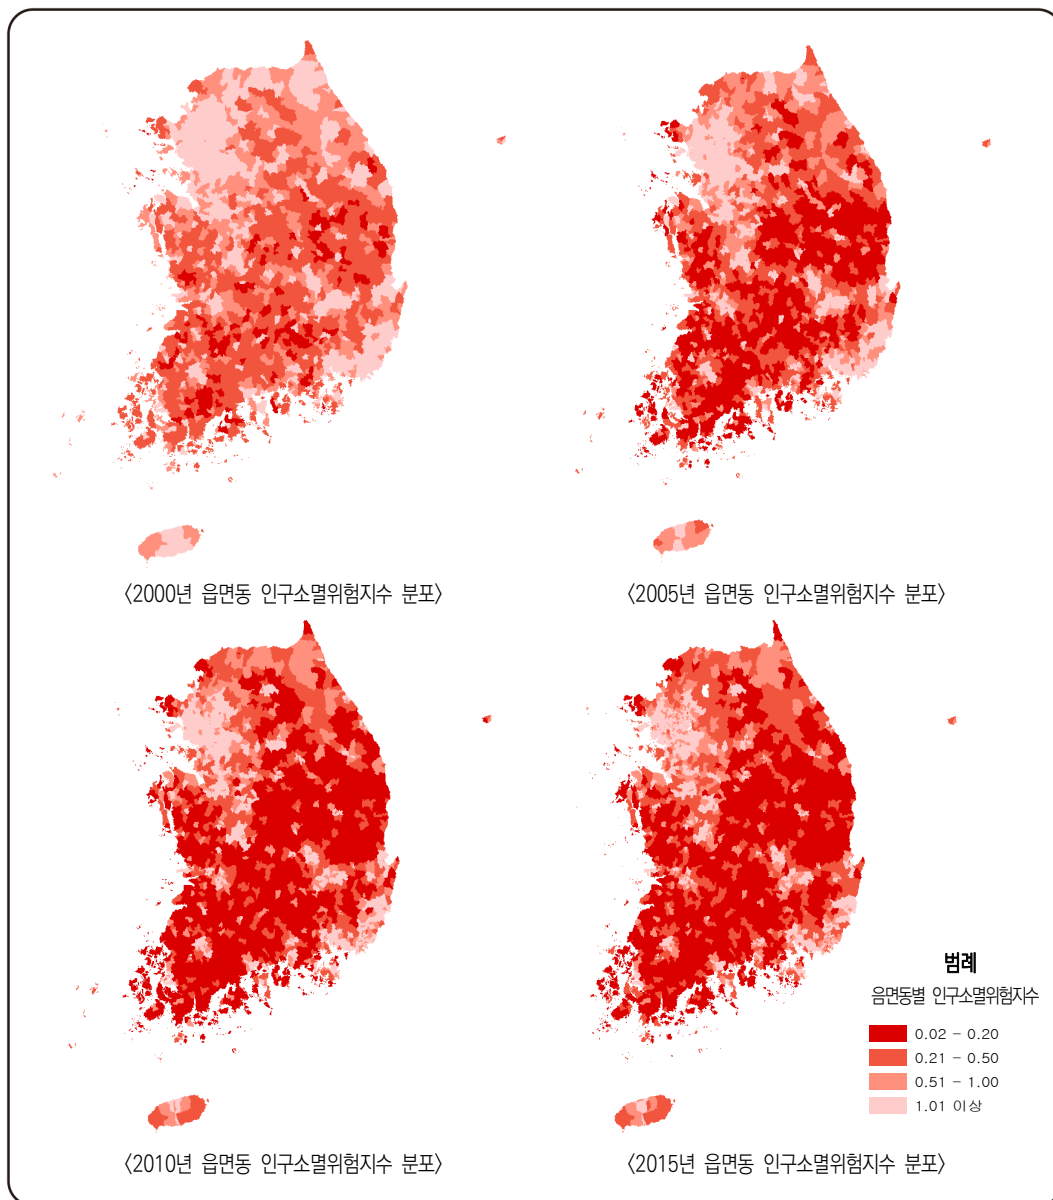 〈2000년 읍면동 인구소멸위험지수 분포〉
〈2005년 읍면동 인구소멸위험지수 분포〉
〈2010년 읍면동 인구소멸위험지수 분포〉
〈2015년 읍면동 인구소멸위험지수 분포〉
범례
음면동별 인구소멸위험지수
0.02 - 0.20
0.21 - 0.50
0.51 - 1.00
1.01 이상